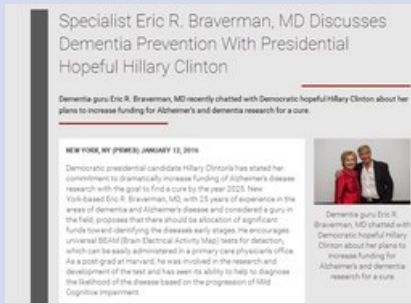 Specialist Eric R. Braverman, MD Discusses
Dementia Prevention With Presidential
Hopeful Hillary Clinton
Dementia guru Eric R. Braverman, MD recently chatted with Democratic hopeful Hillary Clinton about her
plans to increase funding for Alzheimer's and dementia research for a cure.
NEW YORK, NY (PRWEB) JANUARY 12, 2016
Democratic presidential candidate Hillary Clinton's has stated her
commitment to dramatically increase funding of Alzheimer's disease
research with the goal to find a cure by the year 2025. New
York-based Eric R. Braverman, MD, with 25 years of experience in the
areas of dementia and Alzheimer's disease and considered a guru in
the field, proposes that there should be allocation of significant
funds toward identifying the diseases early stages. He encourages
universal BEAM (Brain Electrical Activity Map) tests for detection,
which can be easily administered in a primary care physician's office.
As a postgrad at Harvard, he was involved in the research and
development of the test and has seen its ability to help to diagnose
the likelihood of the disease based on the progression of Mild
Cognitive Impairment.
Dementia guru Eric R.
Braverman, MD chatted with
Democratic hopeful Hillary
Clinton about her plans to
increase funding for
Alzheimer's and dementia
research for a cure